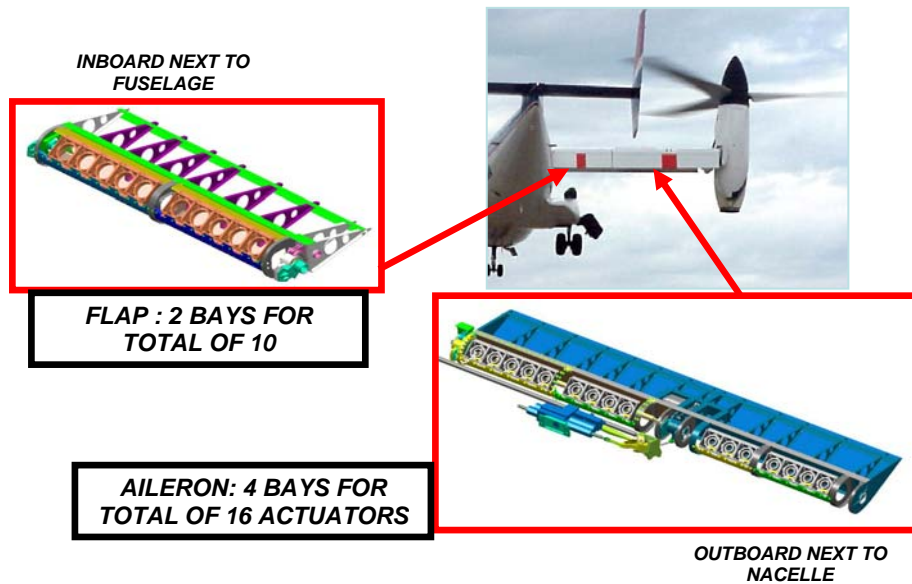 INBOARD NEXT TO
FUSELAGE
FLAP : 2 BAYS FOR
TOTAL OF 10
AILERON: 4 BAYS FOR
TOTAL OF 16 ACTUATORS
OUTBOARD NEXT TO
NACELLE